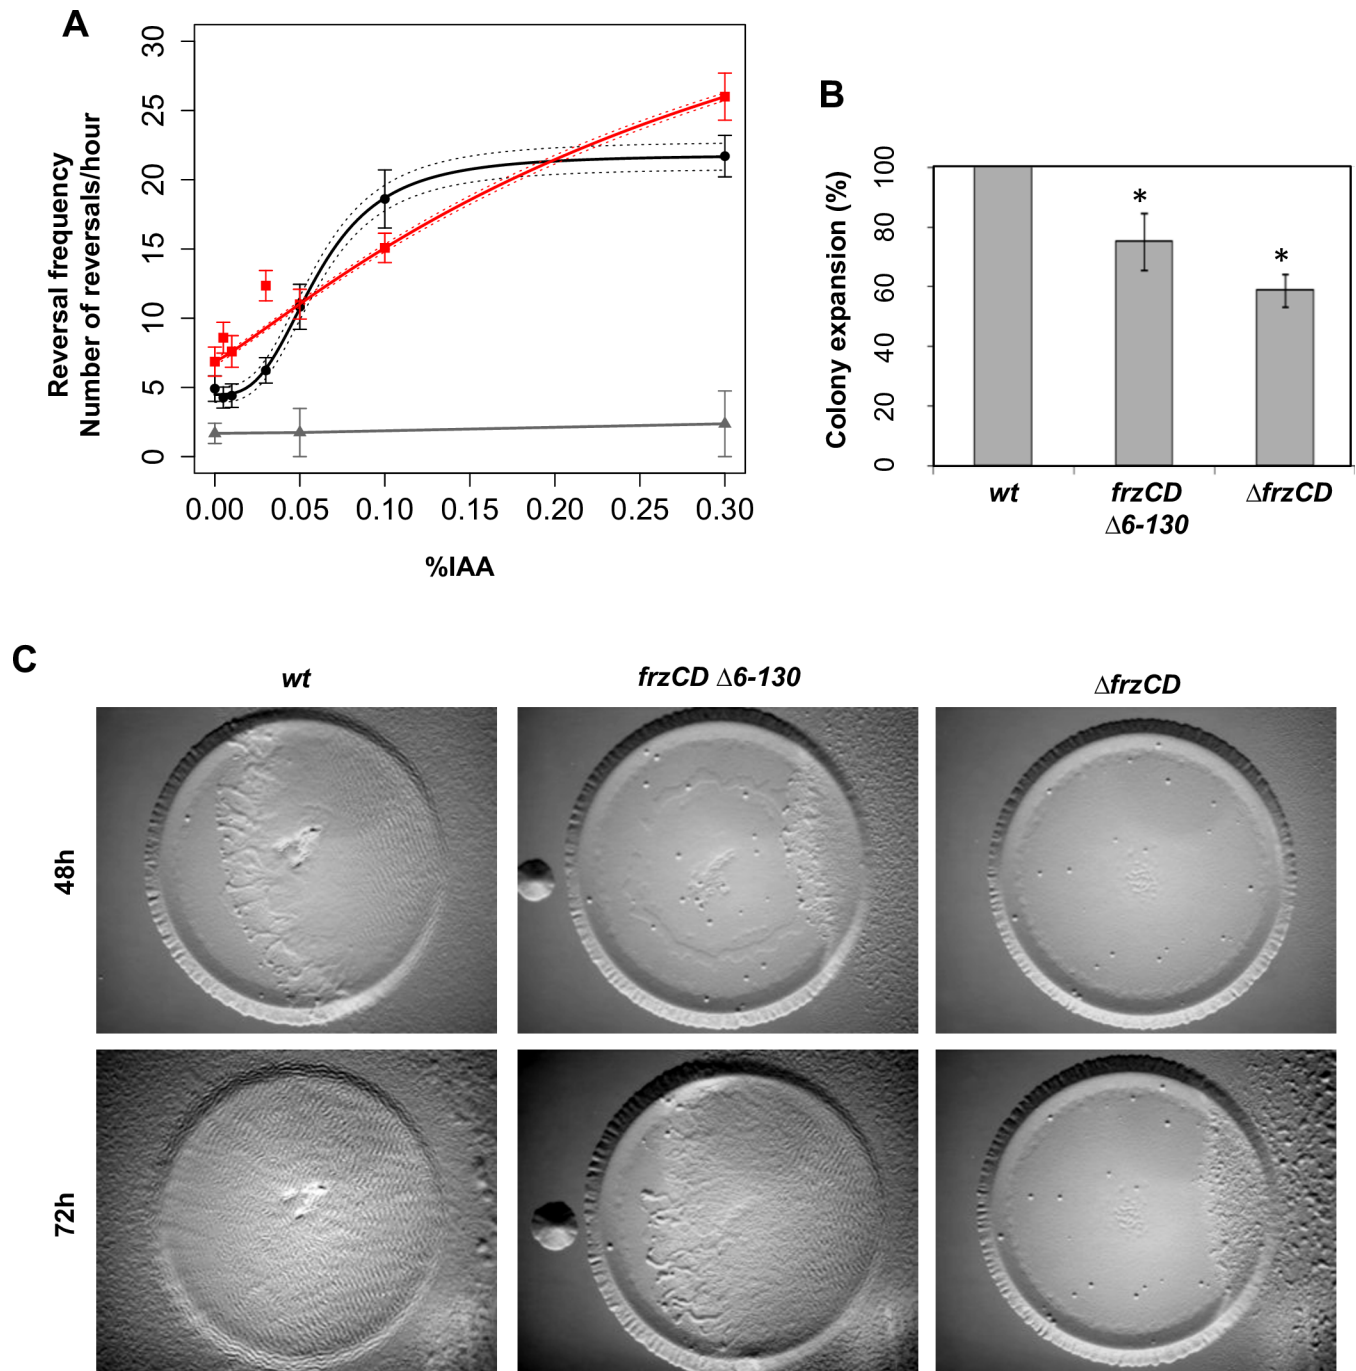 A
Reversal frequency
Number of reversals/hour
30
25
20
15
10
5
0
0.00 0.05 0.10 0.15 0.20 0.25 0.30
%IAA
B
Colony expansion (%)
100
80
60
40
20
0
*
*
wt frzCD ΔfrzCD
Δ6-130
C
wt frzCD Δ6-130 ΔfrzCD
48h
72h